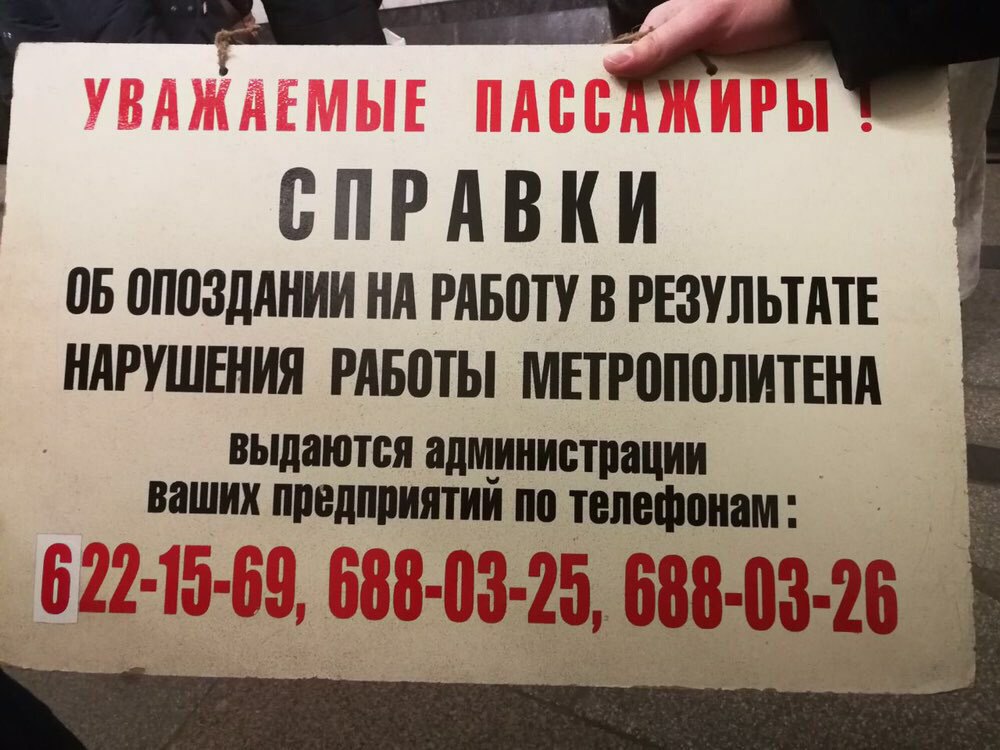 УВАЖАЕМЫЕ ПАССАЖИРЫ!
СПРАВКИ
ОБ ОПОЗДАНИИ НА РАБОТУ В РЕЗУЛЬТАТЕ
НАРУШЕНИЯ РАБОТЫ МЕТРОПОЛИТЕНА
выдаются администрации
ваших предприятий по телефонам:
622-15-69, 688-03-25, 688-03-26